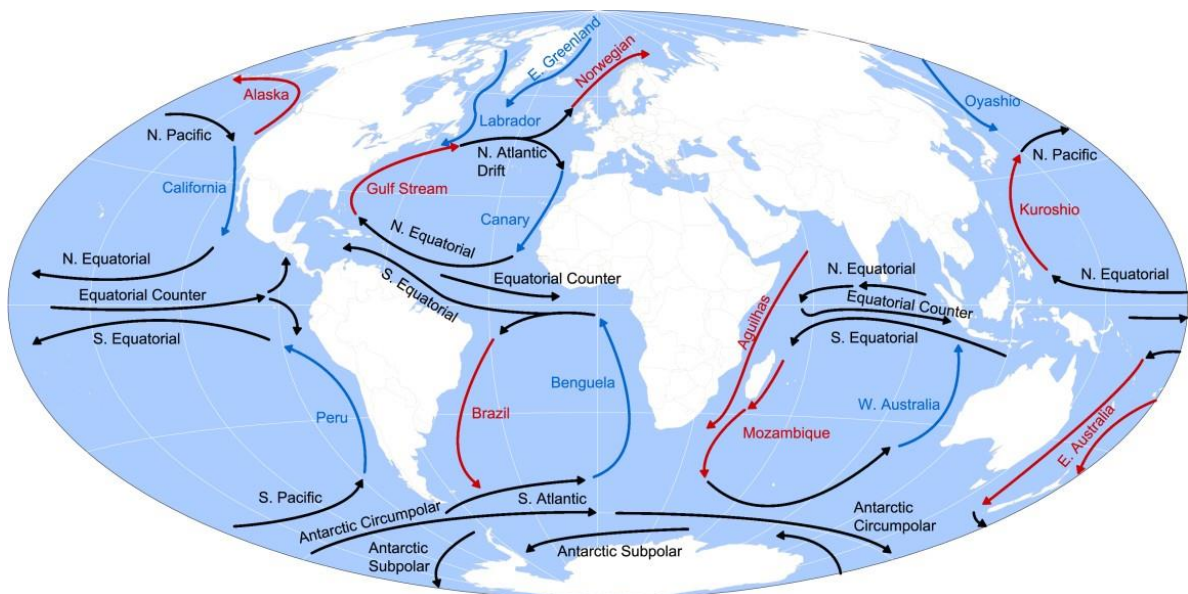 E. Greenland
Norwegian
Alaska
Labrador
Oyashio
N. Pacific
N. Atlantic
Drift
N. Pacific
California
Gulf Stream
Canary
Kuroshio
N. Equatorial
N. Equatorial
N. Equatorial
N. Equatorial
Equatorial Counter
Equatorial Counter
S. Equatorial
Equatorial Counter
S. Equatorial
Aguilhas
S. Equatorial
Peru
Brazil
Benguela
W. Australia
Mozambique
E. Australia
S. Pacific
S. Atlantic
Antarctic Circumpolar
Antarctic
Circumpolar
Antarctic
Subpolar
Antarctic Subpolar